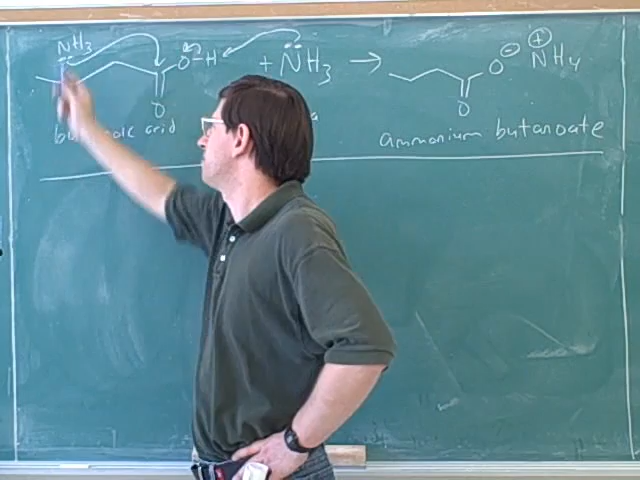 NH3
O-H + NH3 → O⊖ ⊕NH4
O O
acid ammonium butanoate